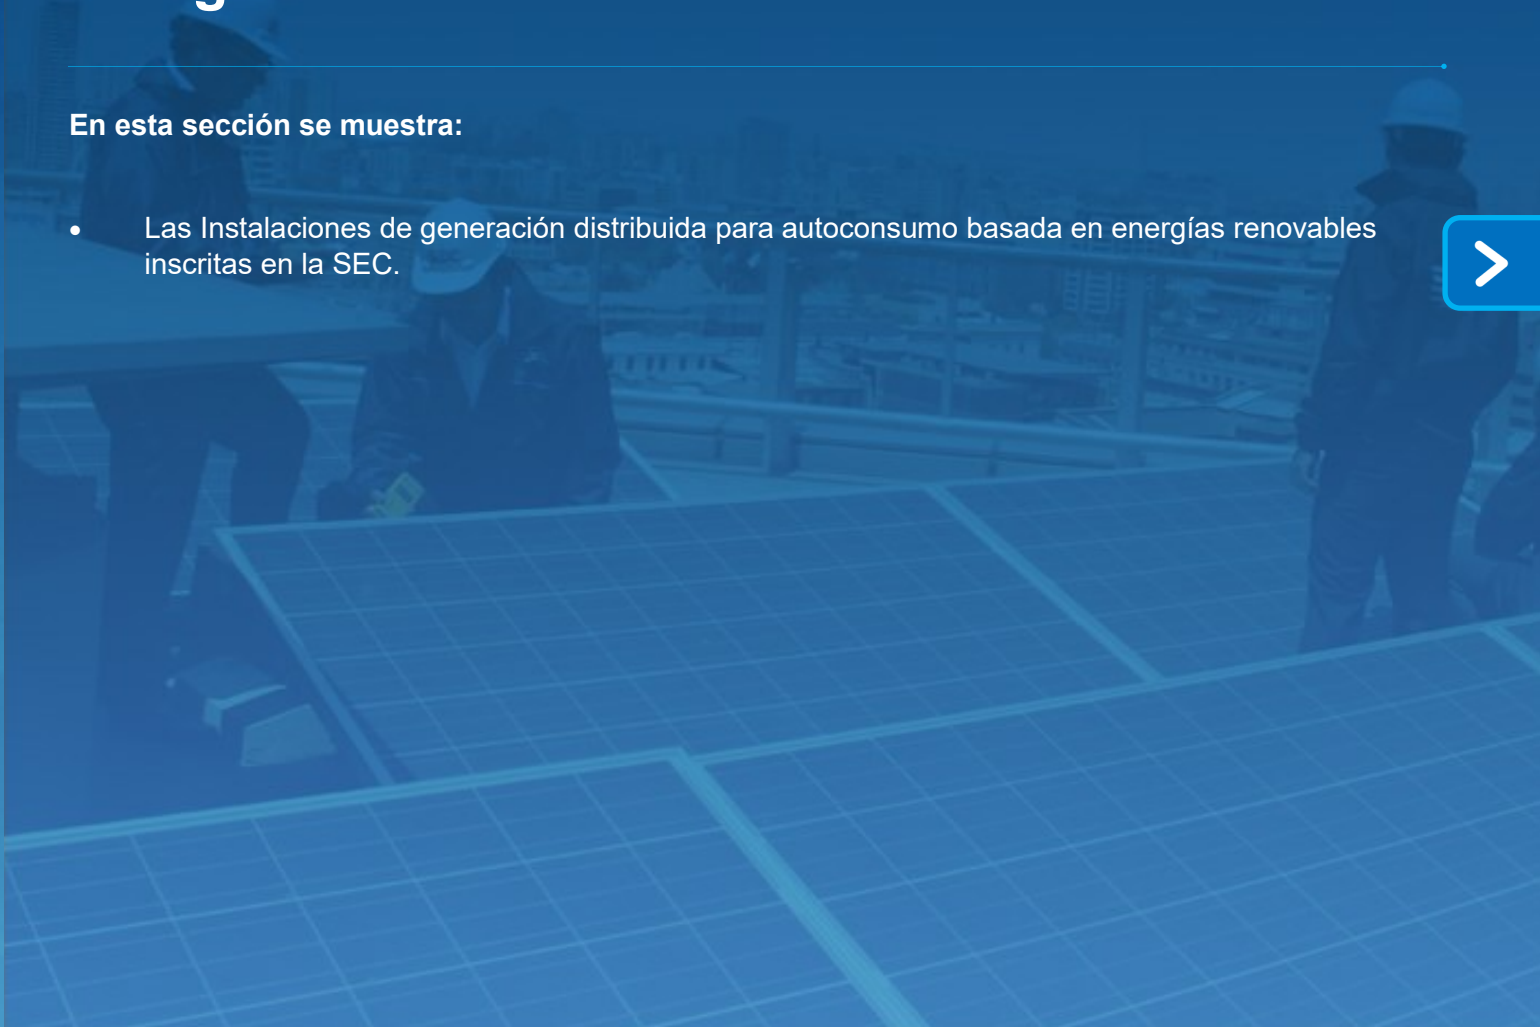 En esta sección se muestra:
• Las Instalaciones de generación distribuida para autoconsumo basada en energías renovables
inscritas en la SEC.